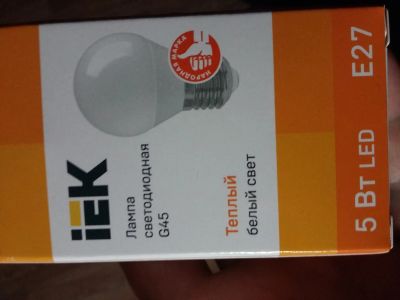 НАРОДНАЯ МАРКА
IEK
Лампа
светодиодная
G45
Теплый
белый свет
5 Вт LED E27